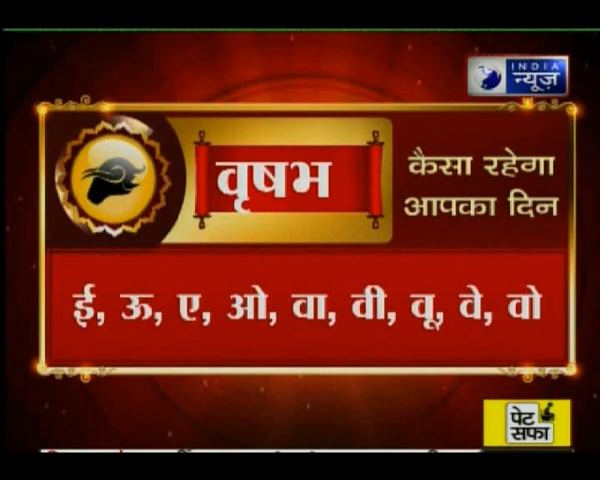 INDIA
न्यूज़
वृषभ
कैसा रहेगा
आपका दिन
ई, ऊ, ए, ओ, वा, वी, वू, वे, वो
पेट
सफा